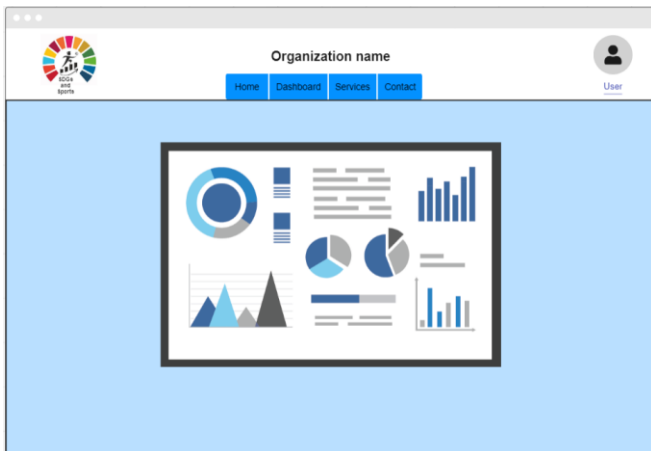 SDGs
and
Sports
Organization name
Home Dashboard Services Contact
User